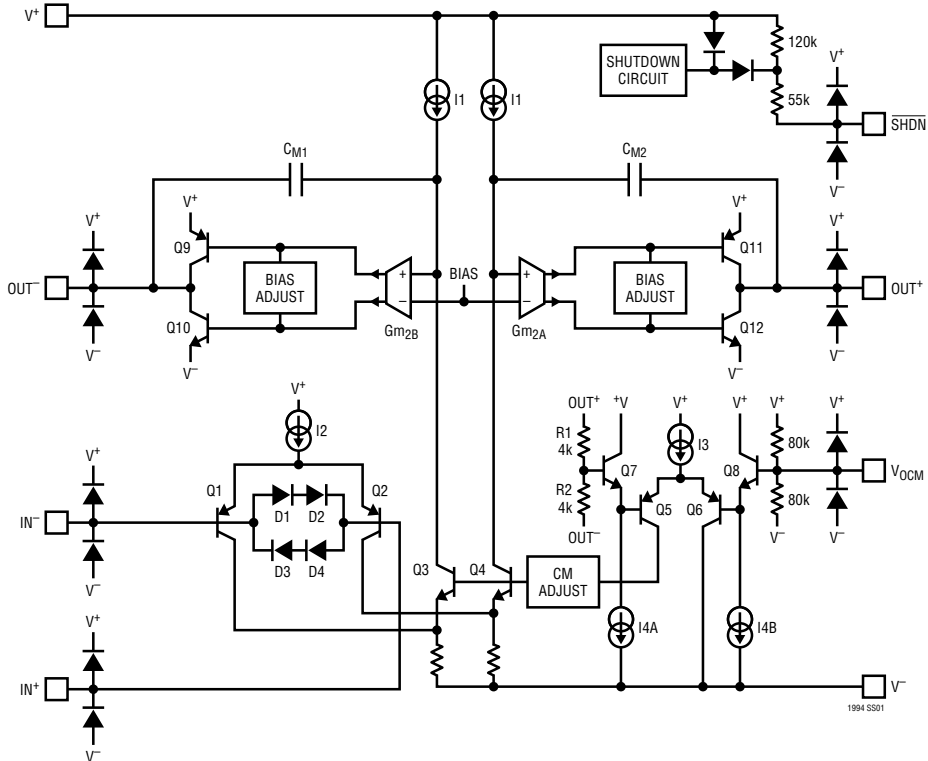 V+
120k
SHUTDOWN
CIRCUIT
V+
I1
I1
55k
SHDN
CM1
CM2
V–
V+
V+
V+
V+
Q9
Q11
BIAS
ADJUST
+
BIAS
+
BIAS
ADJUST
OUT–
OUT+
–
–
Q10
Gm2B
Gm2A
Q12
V–
V–
V–
V–
V+
I2
OUT+
+V
V+
V+
V+
V+
R1
4k
I3
80k
V+
Q1
Q2
Q7
Q8
VOCM
D1
D2
R2
4k
Q5
Q6
80k
IN–
OUT–
V–
V–
D3
D4
Q3
Q4
CM
ADJUST
V–
V+
I4A
I4B
IN+
V–
1994 SS01
V–